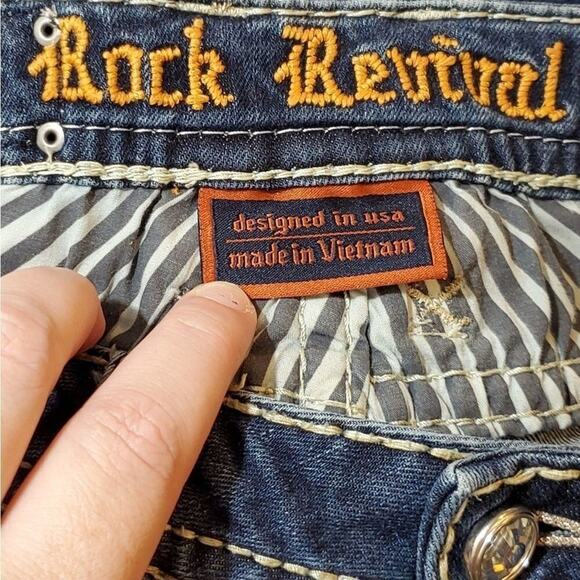 Rock Revival
designed in usa
made in Vietnam